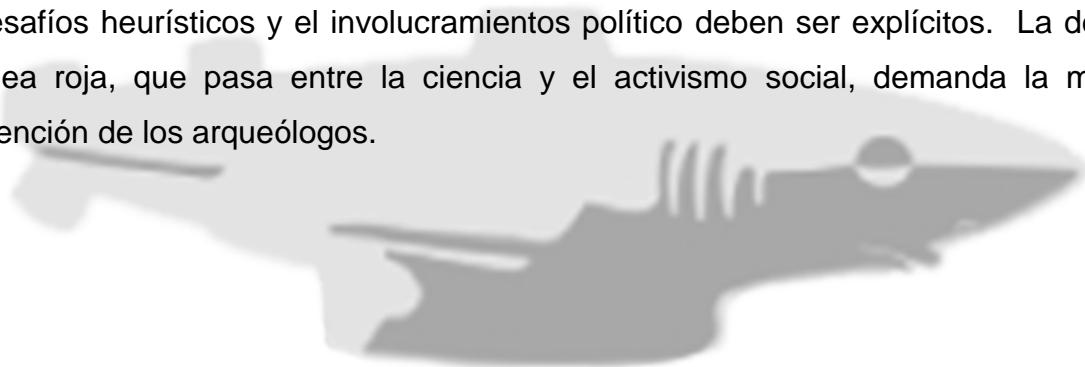 esafíos heurísticos y el involucramientos político deben ser explícitos. La de
ea roja, que pasa entre la ciencia y el activismo social, demanda la m
ención de los arqueólogos.